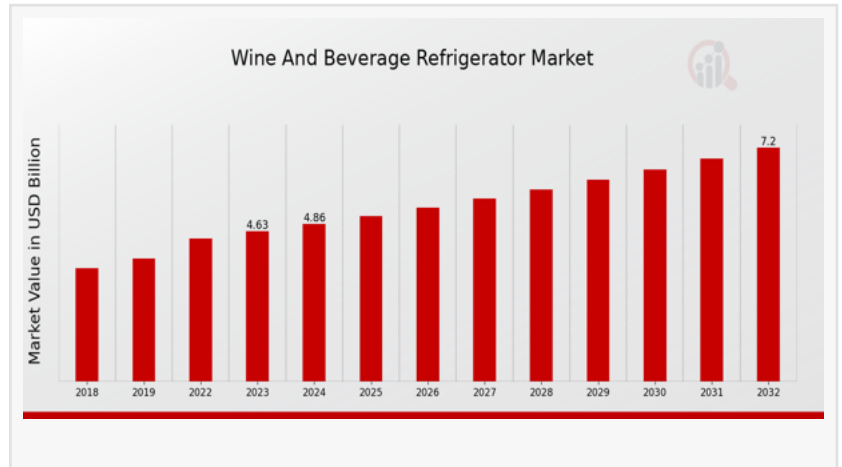 Wine And Beverage Refrigerator Market
Market Value in USD Billion
4.63
4.86
7.2
2018 2019 2022 2023 2024 2025 2026 2027 2028 2029 2030 2031 2032